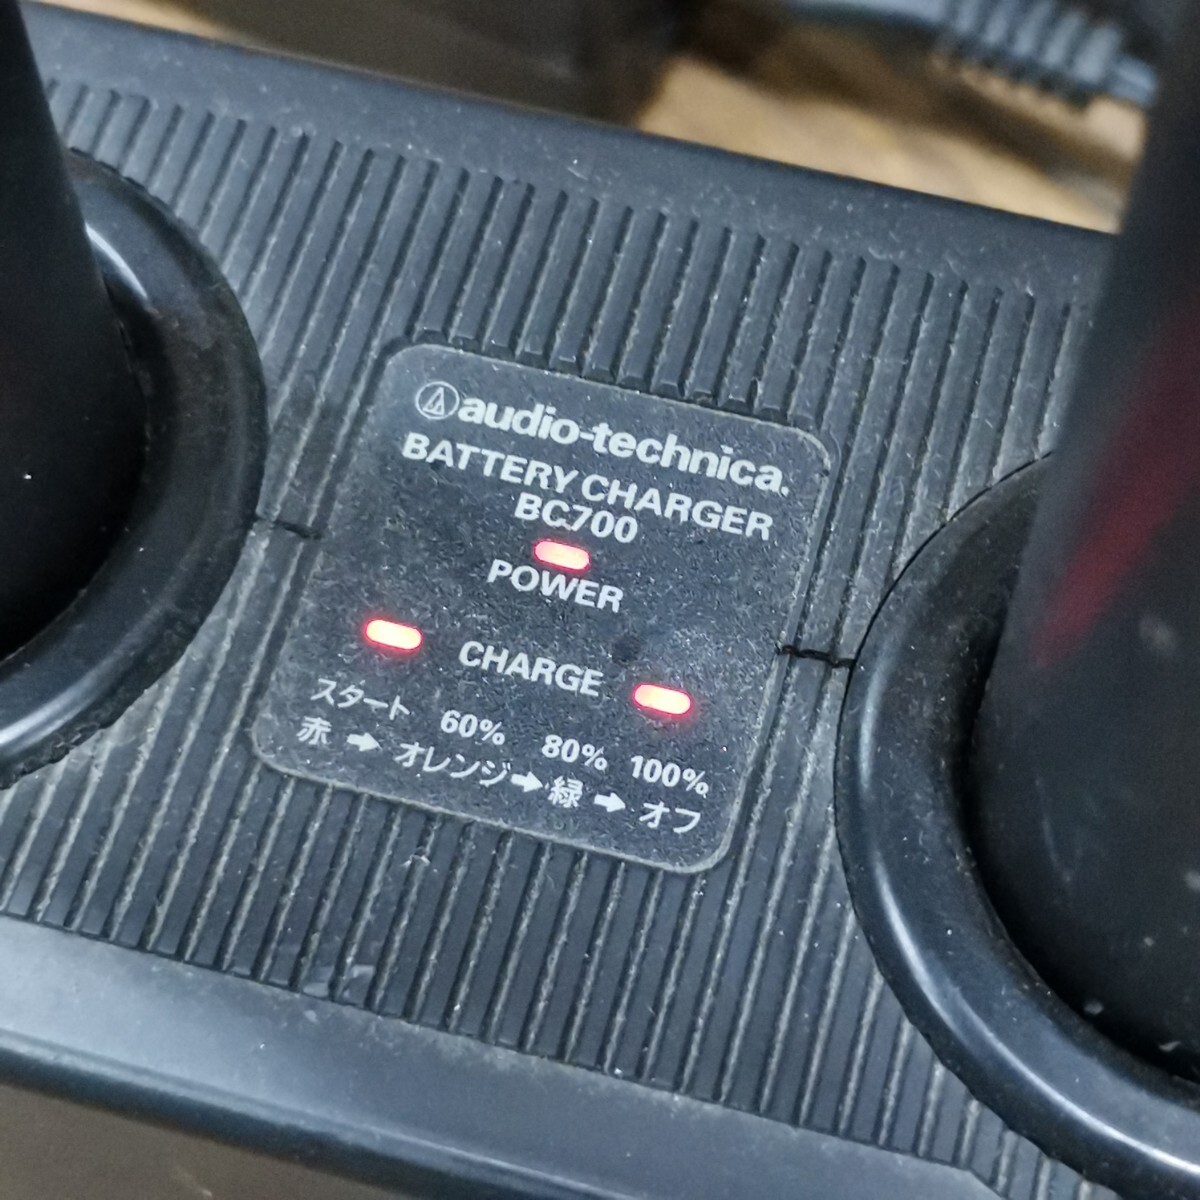 audio-technica.
BATTERY CHARGER
BC700
POWER
CHARGE
スタート 60% 80% 100%
赤 ➡ オレンジ ➡ 緑 ➡ オフ